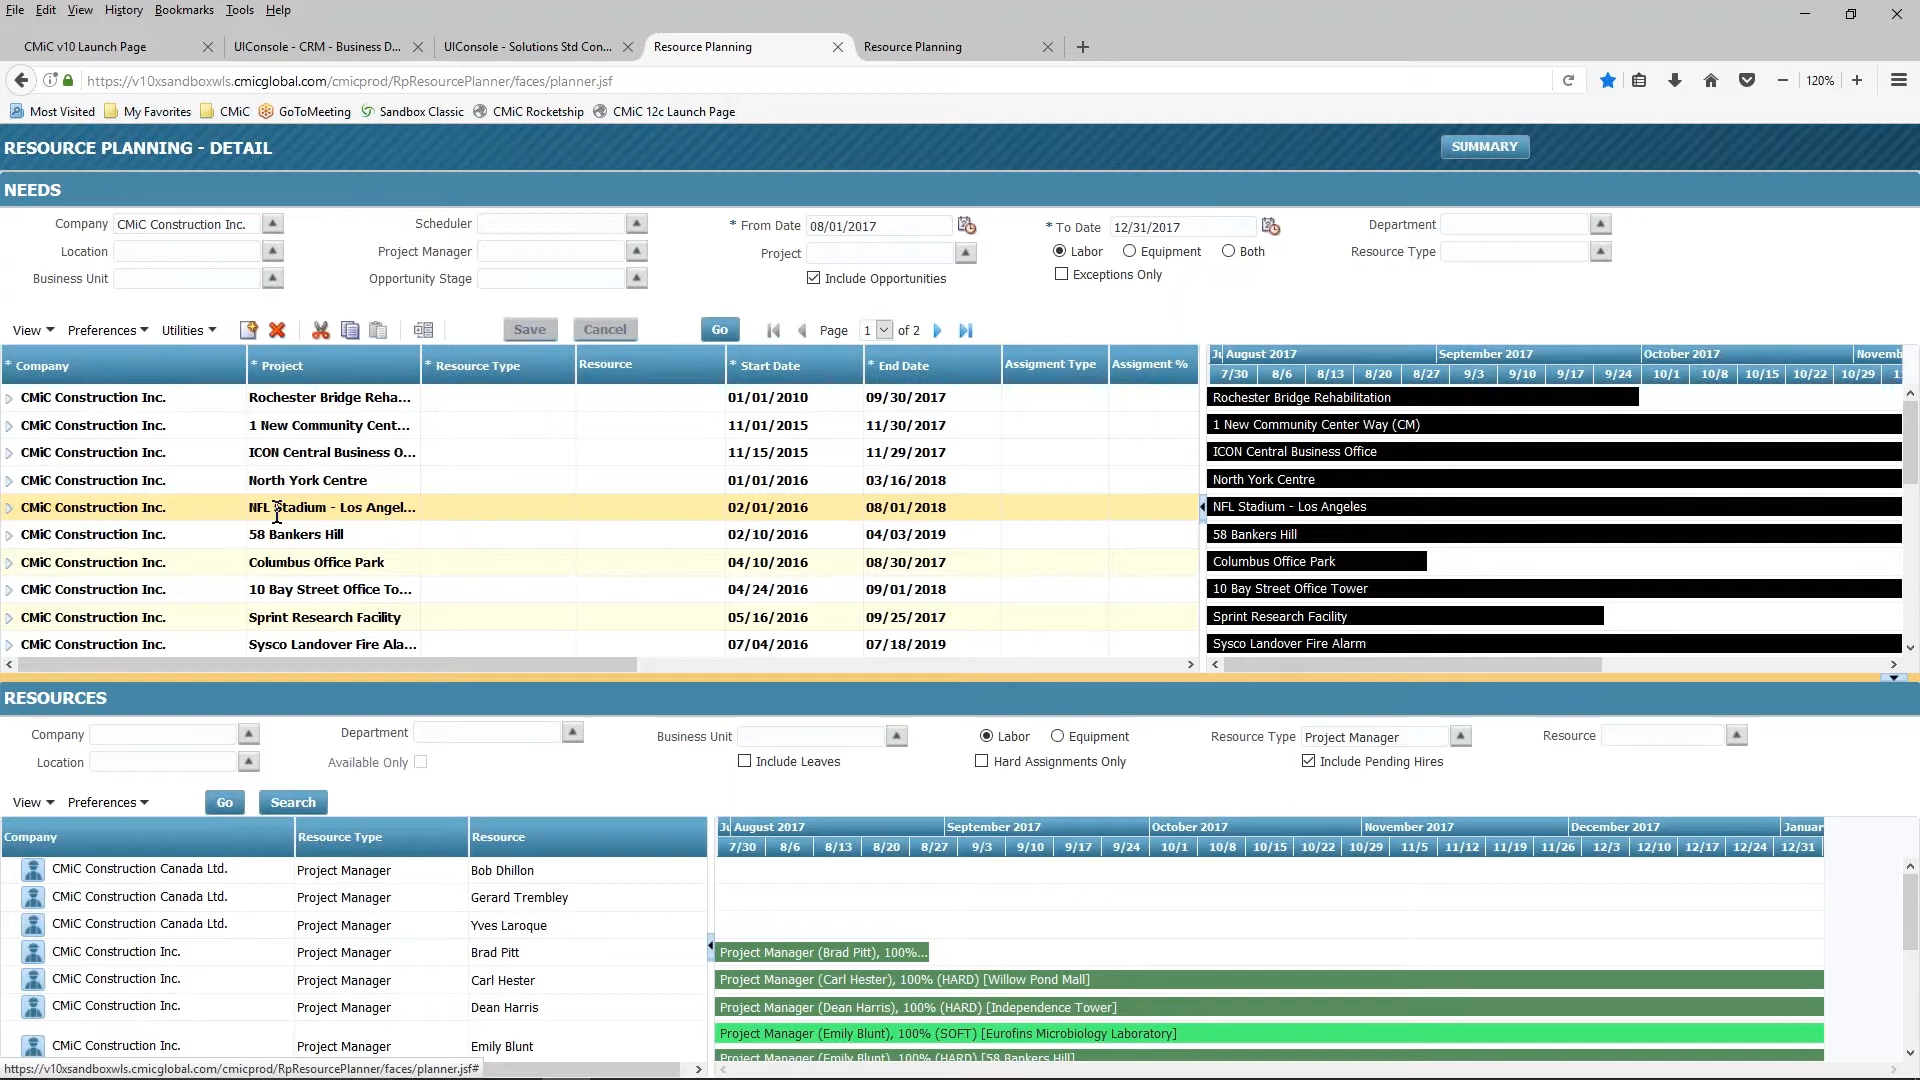 File Edit View History Bookmarks Tools Help
CMiC v10 Launch Page
UIConsole - CRM - Business D...
UIConsole - Solutions Std Con...
Resource Planning
Resource Planning
https://v10xsandboxwls.cmicglobal.com/cmicprod/RpResourcePlanner/faces/planner.jsf
120%
Most Visited My Favorites CMiC GoToMeeting Sandbox Classic CMiC Rocketship CMiC 12c Launch Page
RESOURCE PLANNING - DETAIL
SUMMARY
NEEDS
Company CMiC Construction Inc. Scheduler * From Date 08/01/2017 * To Date 12/31/2017 Department
Location Project Manager Project Labor Equipment Both Resource Type
Business Unit Opportunity Stage Include Opportunities Exceptions Only
View Preferences Utilities Save Cancel Go Page 1 of 2
* Company * Project * Resource Type Resource * Start Date * End Date Assigment Type Assigment %
August 2017 September 2017 October 2017 Novemb
7/30 8/6 8/13 8/20 8/27 9/3 9/10 9/17 9/24 10/1 10/8 10/15 10/22 10/29
CMiC Construction Inc. Rochester Bridge Reha... 01/01/2010 09/30/2017 Rochester Bridge Rehabilitation
CMiC Construction Inc. 1 New Community Cent... 11/01/2015 11/30/2017 1 New Community Center Way (CM)
CMiC Construction Inc. ICON Central Business O... 11/15/2015 11/29/2017 ICON Central Business Office
CMiC Construction Inc. North York Centre 01/01/2016 03/16/2018 North York Centre
CMiC Construction Inc. NFL Stadium - Los Angel... 02/01/2016 08/01/2018 NFL Stadium - Los Angeles
CMiC Construction Inc. 58 Bankers Hill 02/10/2016 04/03/2019 58 Bankers Hill
CMiC Construction Inc. Columbus Office Park 04/10/2016 08/30/2017 Columbus Office Park
CMiC Construction Inc. 10 Bay Street Office To... 04/24/2016 09/01/2018 10 Bay Street Office Tower
CMiC Construction Inc. Sprint Research Facility 05/16/2016 09/25/2017 Sprint Research Facility
CMiC Construction Inc. Sysco Landover Fire Ala... 07/04/2016 07/18/2019 Sysco Landover Fire Alarm
RESOURCES
Company Department Business Unit Labor Equipment Resource Type Project Manager Resource
Location Available Only Include Leaves Hard Assignments Only Include Pending Hires
View Preferences Go Search
Company Resource Type Resource
August 2017 September 2017 October 2017 November 2017 December 2017 Januar
7/30 8/6 8/13 8/20 8/27 9/3 9/10 9/17 9/24 10/1 10/8 10/15 10/22 10/29 11/5 11/12 11/19 11/26 12/3 12/10 12/17 12/24 12/31
CMiC Construction Canada Ltd. Project Manager Bob Dhillon
CMiC Construction Canada Ltd. Project Manager Gerard Trembley
CMiC Construction Canada Ltd. Project Manager Yves Laroque
CMiC Construction Inc. Project Manager Brad Pitt Project Manager (Brad Pitt), 100%...
CMiC Construction Inc. Project Manager Carl Hester Project Manager (Carl Hester), 100% (HARD) [Willow Pond Mall]
CMiC Construction Inc. Project Manager Dean Harris Project Manager (Dean Harris), 100% (HARD) [Independence Tower]
Project Manager (Emily Blunt), 100% (SOFT) [Eurofins Microbiology Laboratory]
CMiC Construction Inc. Project Manager Emily Blunt
Project Manager (Emily Blunt), 100% (HARD) [58 Bankers Hill]
https://v10xsandboxwls.cmicglobal.com/cmicprod/RpResourcePlanner/faces/planner.jsf#